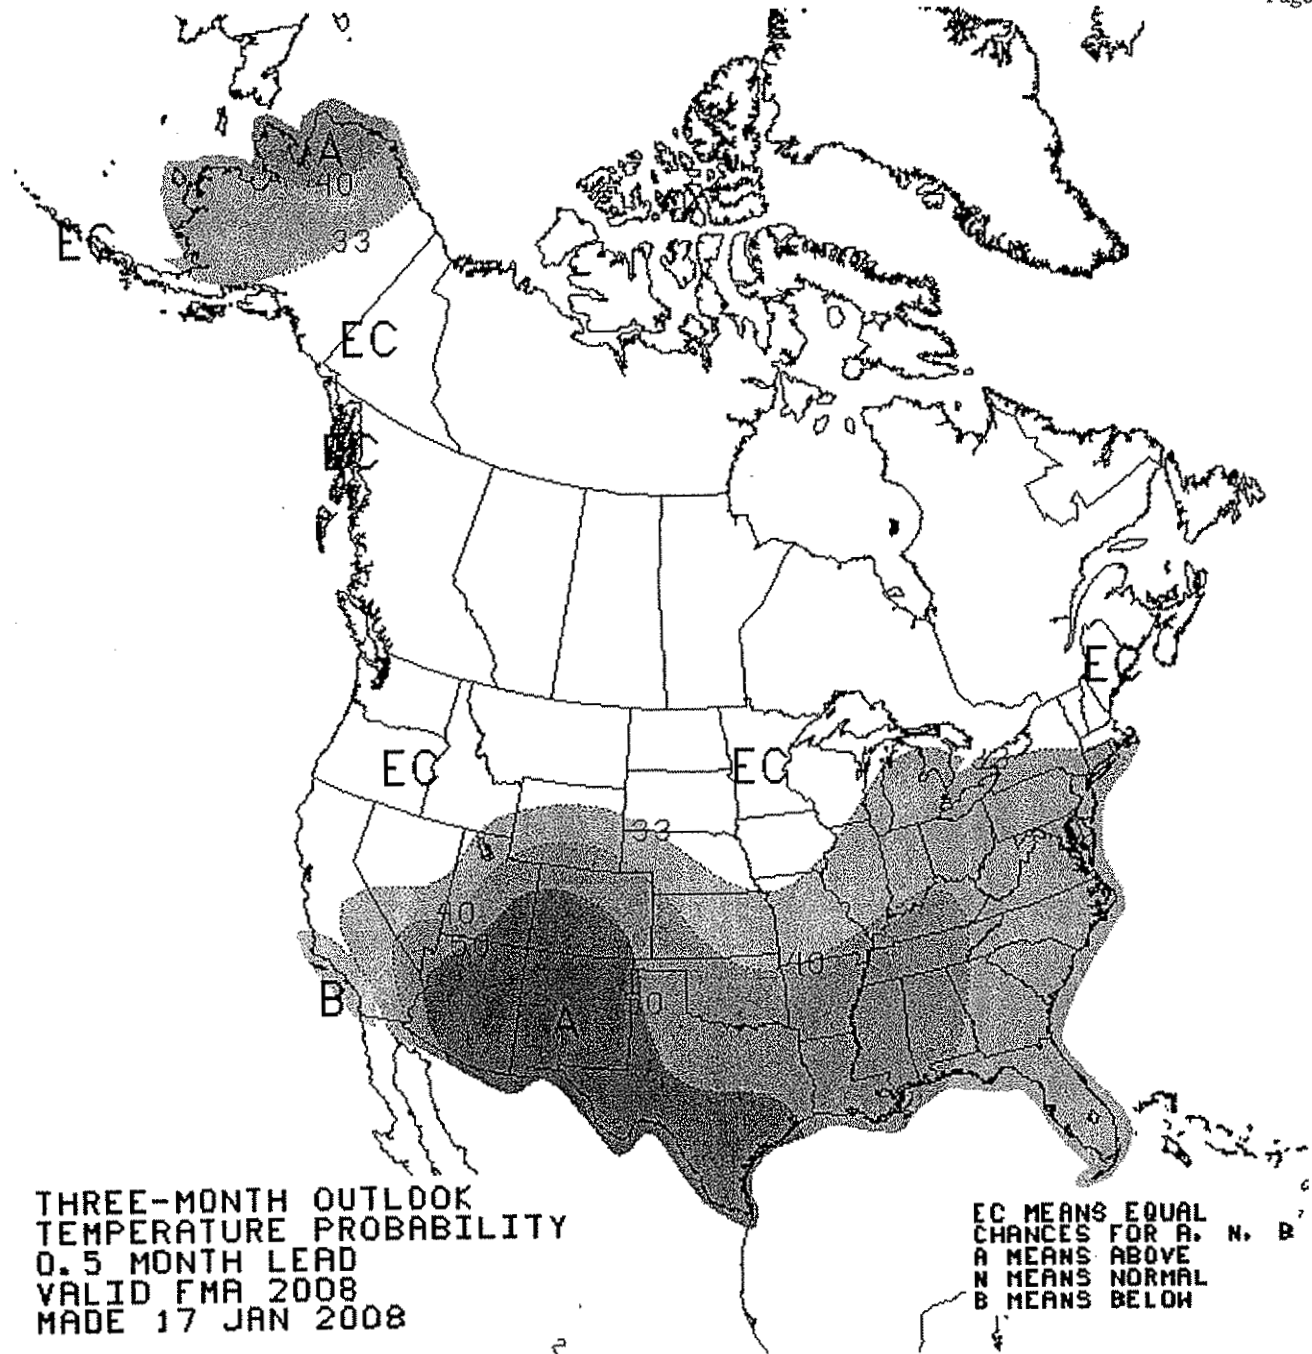 A
40
33
EC
EC
EC
EC
EC
EC
33
40
50
40
50
B
A
THREE-MONTH OUTLOOK
TEMPERATURE PROBABILITY
0.5 MONTH LEAD
VALID FMA 2008
MADE 17 JAN 2008
EC MEANS EQUAL
CHANCES FOR A, N, B
A MEANS ABOVE
N MEANS NORMAL
B MEANS BELOW